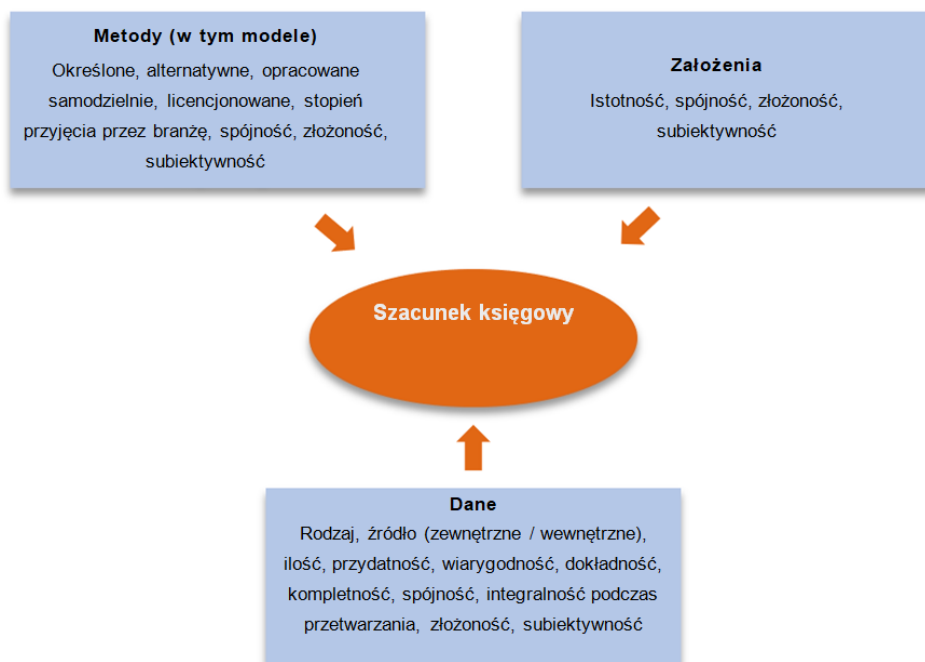 Metody (w tym modele)
Określone, alternatywne, opracowane
samodzielnie, licencjonowane, stopień
przyjęcia przez branżę, spójność, złożoność,
subiektywność
Założenia
Istotność, spójność, złożoność,
subiektywność
Szacunek księgowy
Dane
Rodzaj, źródło (zewnętrzne / wewnętrzne),
ilość, przydatność, wiarygodność, dokładność,
kompletność, spójność, integralność podczas
przetwarzania, złożoność, subiektywność